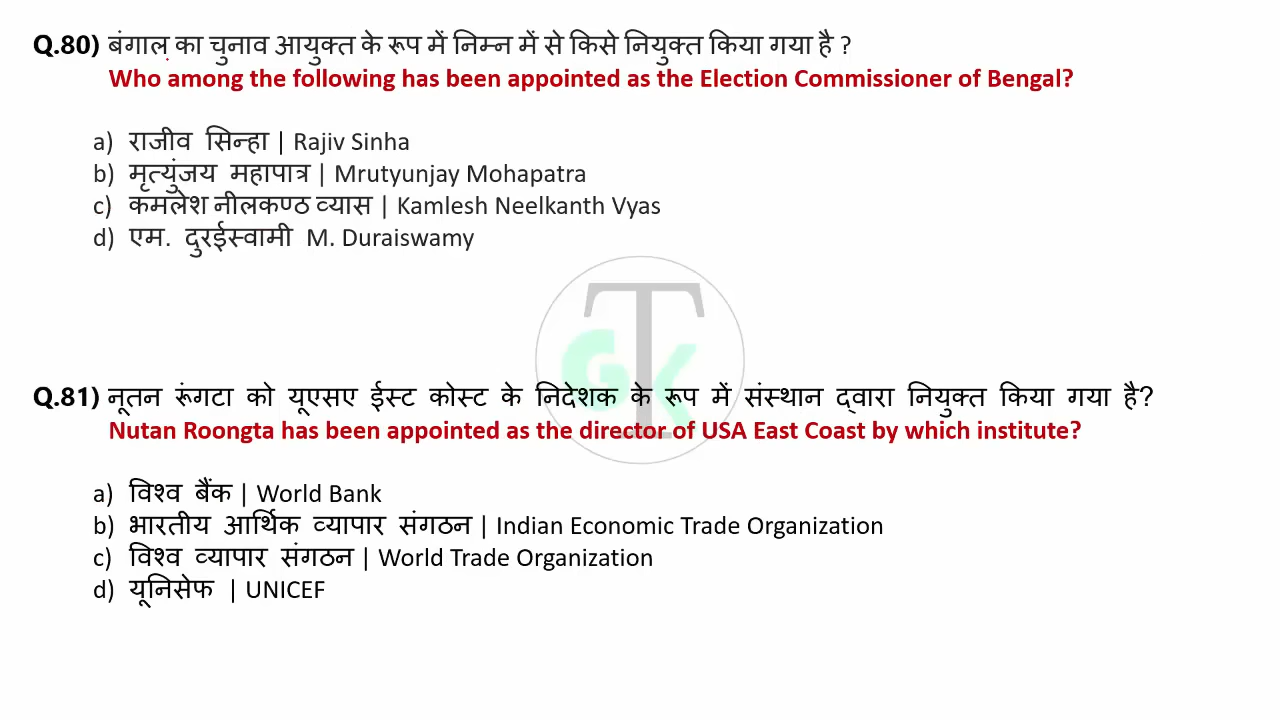 Q.80) बंगाल का चुनाव आयुक्त के रूप में निम्न में से किसे नियुक्त किया गया है ?
Who among the following has been appointed as the Election Commissioner of Bengal?
a) राजीव सिन्हा | Rajiv Sinha
b) मृत्युंजय महापात्र | Mrutyunjay Mohapatra
c) कमलेश नीलकण्ठ व्यास | Kamlesh Neelkanth Vyas
d) एम. दुरईस्वामी M. Duraiswamy
TGK
Q.81) नूतन रूंगटा को यूएसए ईस्ट कोस्ट के निदेशक के रूप में संस्थान द्वारा नियुक्त किया गया है?
Nutan Roongta has been appointed as the director of USA East Coast by which institute?
a) विश्व बैंक | World Bank
b) भारतीय आर्थिक व्यापार संगठन | Indian Economic Trade Organization
c) विश्व व्यापार संगठन | World Trade Organization
d) यूनिसेफ | UNICEF